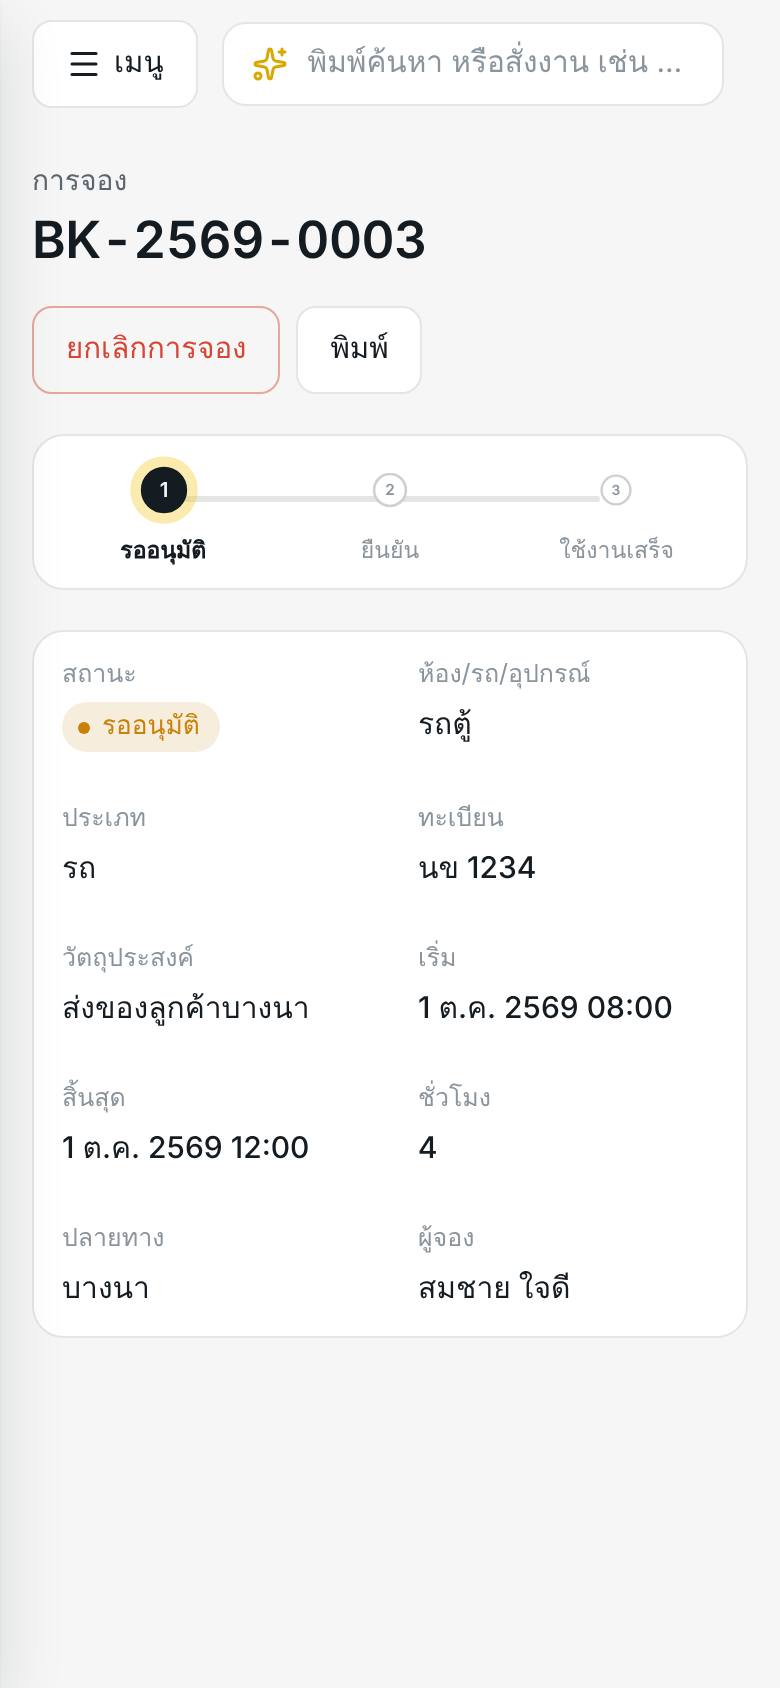 เมนู
พิมพ์ค้นหา หรือสั่งงาน เช่น ...
การจอง
BK-2569-0003
ยกเลิกการจอง
พิมพ์
1
2
3
รออนุมัติ
ยืนยัน
ใช้งานเสร็จ
สถานะ
ห้อง/รถ/อุปกรณ์
รออนุมัติ
รถตู้
ประเภท
ทะเบียน
รถ
นข 1234
วัตถุประสงค์
เริ่ม
ส่งของลูกค้าบางนา
1 ต.ค. 2569 08:00
สิ้นสุด
ชั่วโมง
1 ต.ค. 2569 12:00
4
ปลายทาง
ผู้จอง
บางนา
สมชาย ใจดี